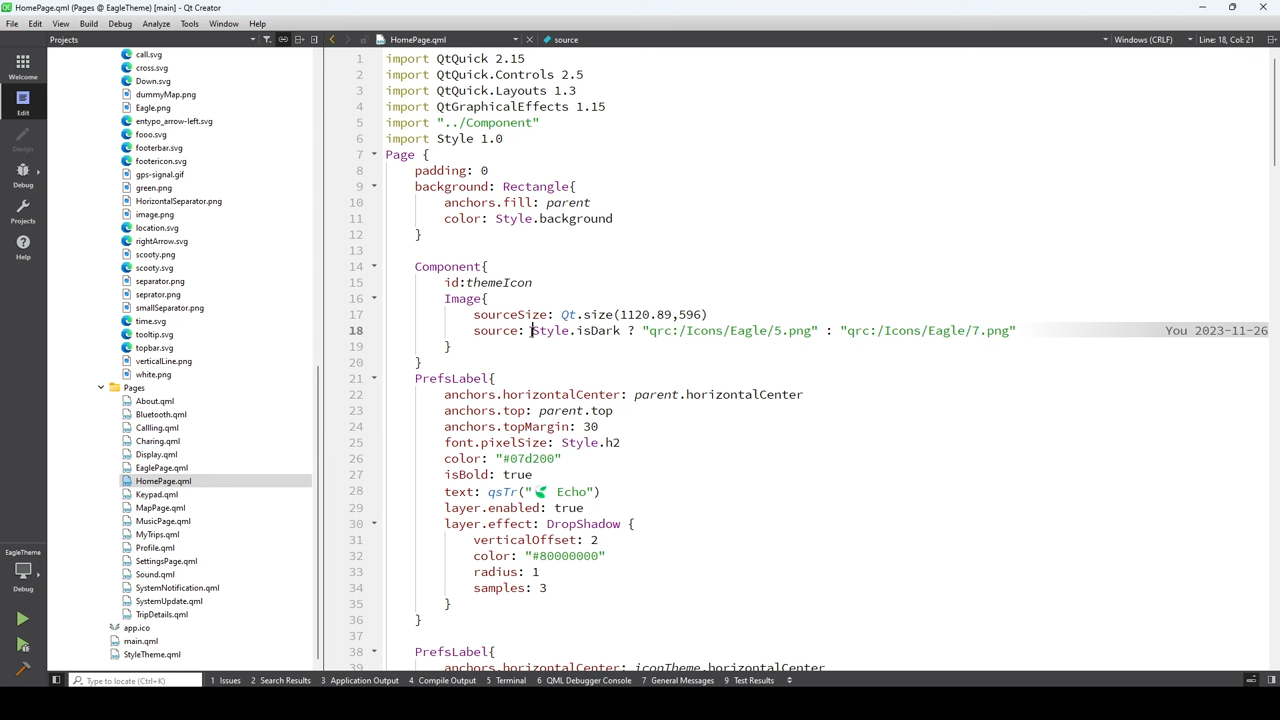 HomePage.qml (Pages @ EagleTheme) [main] - Qt Creator
File Edit View Build Debug Analyze Tools Window Help
Projects
HomePage.qml
source
Windows (CRLF)
Line: 18, Col: 21
Welcome
Edit
Design
Debug
Projects
Help
EagleTheme
Debug
call.svg
cross.svg
Down.svg
dummyMap.png
Eagle.png
entypo_arrow-left.svg
fooo.svg
footerbar.svg
footericon.svg
gps-signal.gif
green.png
HorizontalSeparator.png
image.png
location.svg
rightArrow.svg
scooty.png
scooty.svg
separator.png
seprator.png
smallSeparator.png
time.svg
tooltip.svg
topbar.svg
verticalLine.png
white.png
Pages
About.qml
Bluetooth.qml
Callling.qml
Charing.qml
Display.qml
EaglePage.qml
HomePage.qml
Keypad.qml
MapPage.qml
MusicPage.qml
MyTrips.qml
Profile.qml
SettingsPage.qml
Sound.qml
SystemNotification.qml
SystemUpdate.qml
TripDetails.qml
app.ico
main.qml
StyleTheme.qml
1 import QtQuick 2.15
2 import QtQuick.Controls 2.5
3 import QtQuick.Layouts 1.3
4 import QtGraphicalEffects 1.15
5 import "../Component"
6 import Style 1.0
7 Page {
8 padding: 0
9 background: Rectangle{
10 anchors.fill: parent
11 color: Style.background
12 }
13
14 Component{
15 id:themeIcon
16 Image{
17 sourceSize: Qt.size(1120.89,596)
18 source: Style.isDark ? "qrc:/Icons/Eagle/5.png" : "qrc:/Icons/Eagle/7.png" You 2023-11-26
19 }
20 }
21 PrefsLabel{
22 anchors.horizontalCenter: parent.horizontalCenter
23 anchors.top: parent.top
24 anchors.topMargin: 30
25 font.pixelSize: Style.h2
26 color: "#07d200"
27 isBold: true
28 text: qsTr("🍃 Echo")
29 layer.enabled: true
30 layer.effect: DropShadow {
31 verticalOffset: 2
32 color: "#80000000"
33 radius: 1
34 samples: 3
35 }
36 }
37
38 PrefsLabel{
39 anchors.horizontalCenter: iconTheme.horizontalCenter
Type to locate (Ctrl+K)
1 Issues 2 Search Results 3 Application Output 4 Compile Output 5 Terminal 6 QML Debugger Console 7 General Messages 9 Test Results